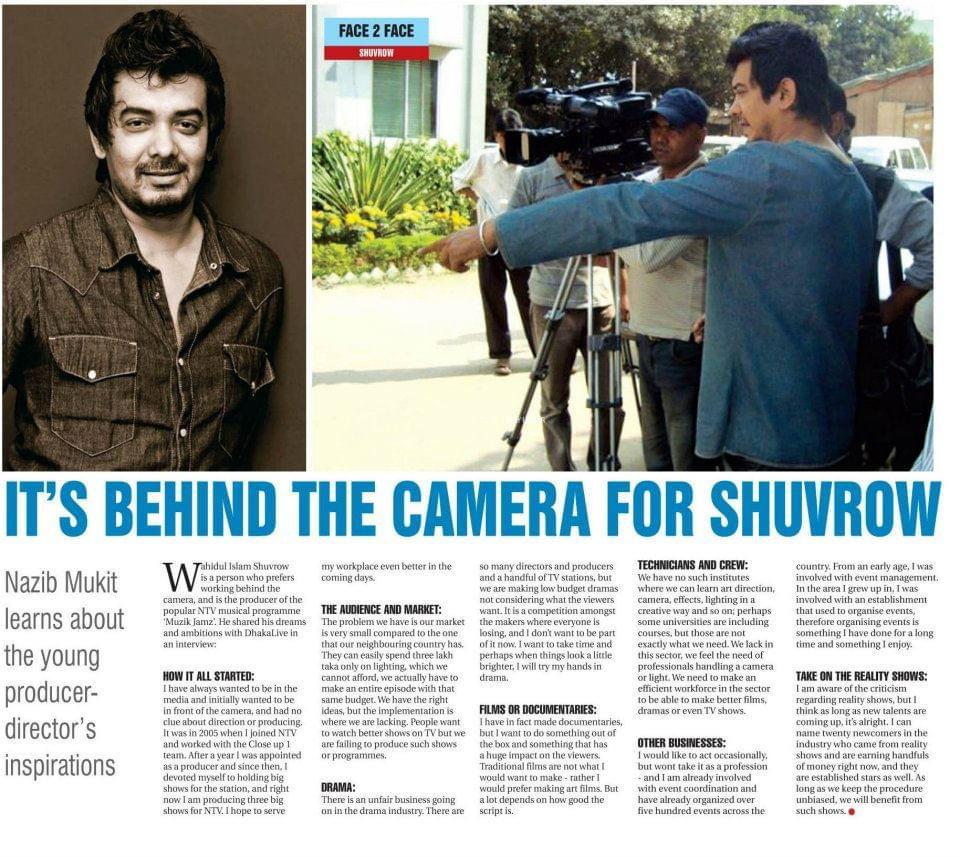 FACE 2 FACE
SHUVROW
IT'S BEHIND THE CAMERA FOR SHUVROW
Nazib Mukit
learns about
the young
producer-
director's
inspirations
Wahidul Islam Shuvrow
is a person who prefers
working behind the
camera, and is the producer of the
popular NTV musical programme
'Muzik Jamz'. He shared his dreams
and ambitions with DhakaLive in
an interview:
HOW IT ALL STARTED:
I have always wanted to be in the
media and initially wanted to be
in front of the camera, and had no
clue about direction or producing.
It was in 2005 when I joined NTV
and worked with the Close up 1
team. After a year I was appointed
as a producer and since then, I
devoted myself to holding big
shows for the station, and right
now I am producing three big
shows for NTV. I hope to serve
my workplace even better in the
coming days.
THE AUDIENCE AND MARKET:
The problem we have is our market
is very small compared to the one
that our neighbouring country has.
They can easily spend three lakh
taka only on lighting, which we
cannot afford, we actually have to
make an entire episode with that
same budget. We have the right
ideas, but the implementation is
where we are lacking. People want
to watch better shows on TV but we
are failing to produce such shows
or programmes.
DRAMA:
There is an unfair business going
on in the drama industry. There are
so many directors and producers
and a handful of TV stations, but
we are making low budget dramas
not considering what the viewers
want. It is a competition amongst
the makers where everyone is
losing, and I don't want to be part
of it now. I want to take time and
perhaps when things look a little
brighter, I will try my hands in
drama.
FILMS OR DOCUMENTARIES:
I have in fact made documentaries,
but I want to do something out of
the box and something that has
a huge impact on the viewers.
Traditional films are not what I
would want to make - rather I
would prefer making art films. But
a lot depends on how good the
script is.
TECHNICIANS AND CREW:
We have no such institutes
where we can learn art direction,
camera, effects, lighting in a
creative way and so on; perhaps
some universities are including
courses, but those are not
exactly what we need. We lack in
this sector, we feel the need of
professionals handling a camera
or light. We need to make an
efficient workforce in the sector
to be able to make better films,
dramas or even TV shows.
OTHER BUSINESSES:
I would like to act occasionally,
but wont take it as a profession
- and I am already involved
with event coordination and
have already organized over
five hundred events across the
country. From an early age, I was
involved with event management.
In the area I grew up in, I was
involved with an establishment
that used to organise events,
therefore organising events is
something I have done for a long
time and something I enjoy.
TAKE ON THE REALITY SHOWS:
I am aware of the criticism
regarding reality shows, but I
think as long as new talents are
coming up, it's alright. I can
name twenty newcomers in the
industry who came from reality
shows and are earning handfuls
of money right now, and they
are established stars as well. As
long as we keep the procedure
unbiased, we will benefit from
such shows.